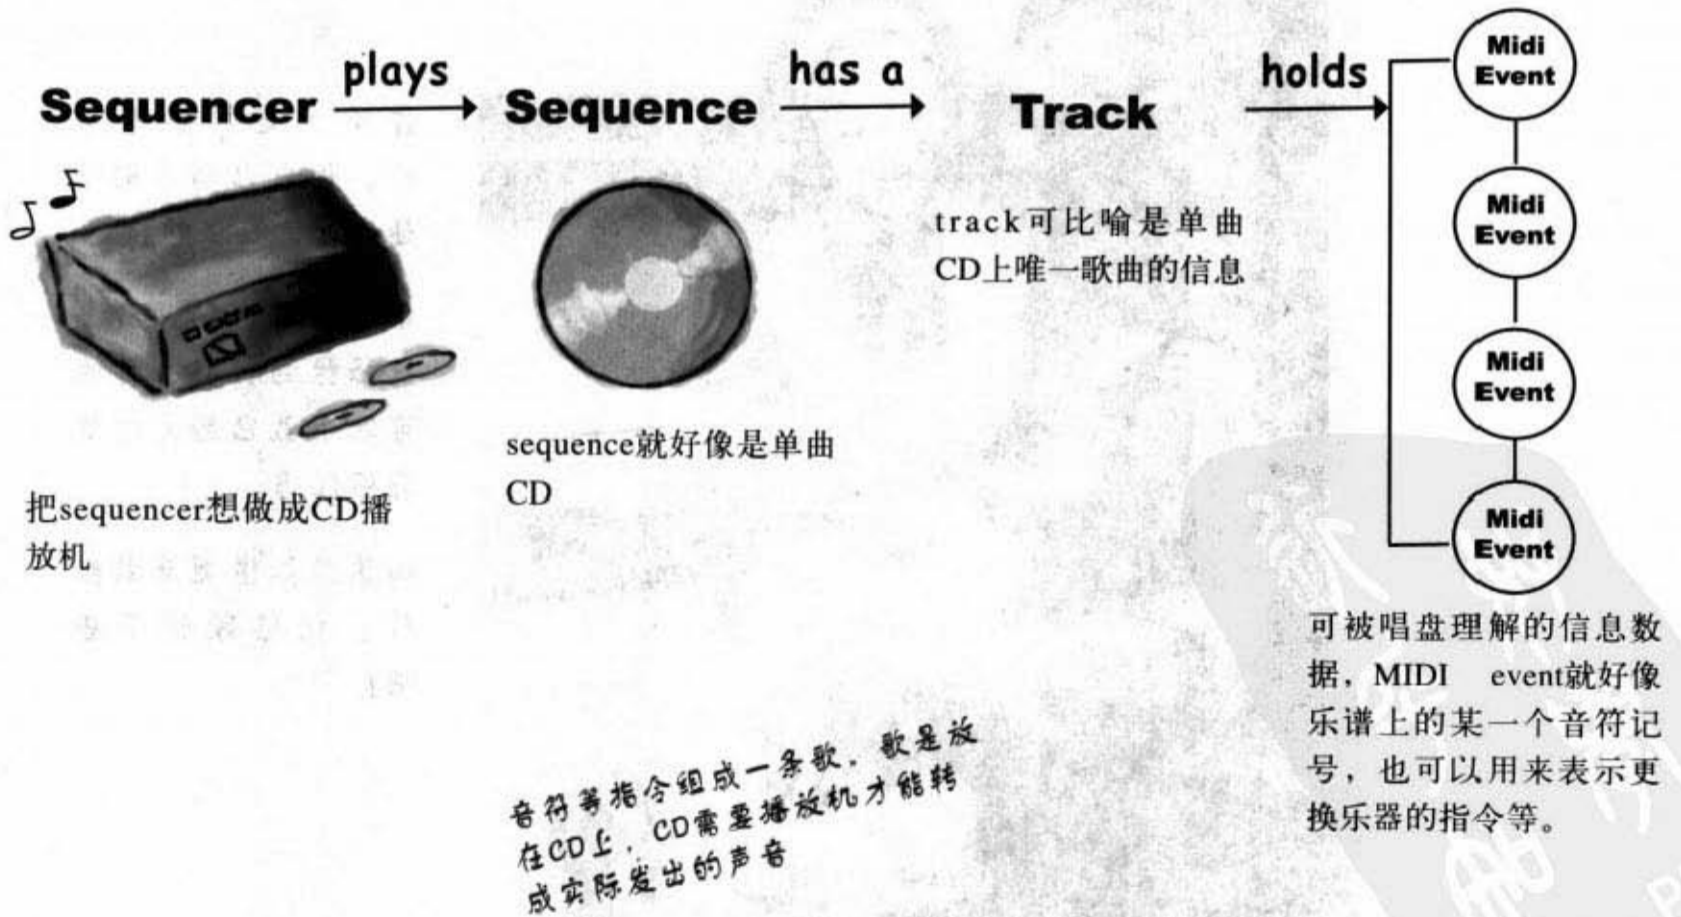 Sequencer plays Sequence has a Track holds
Midi
Event
Midi
Event
Midi
Event
Midi
Event
把sequencer想做成CD播
放机
sequence就好像是单曲
CD
track可比喻是单曲
CD上唯一歌曲的信息
可被唱盘理解的信息数
据，MIDI event就好像
乐谱上的某一个音符记
号，也可以用来表示更
换乐器的指令等。
音符等指令组成一条歌。歌是放
在CD上，CD需要播放机才能转
成实际发出的声音